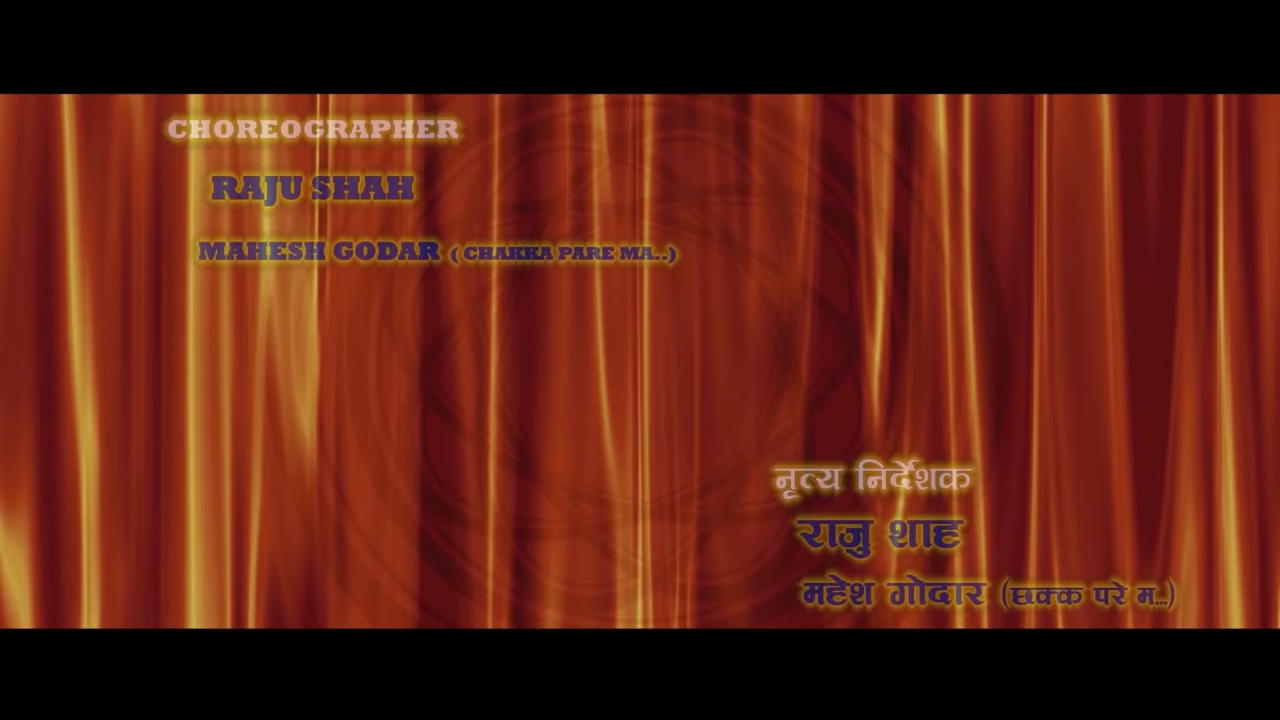 CHOREOGRAPHER
RAJU SHAH
MAHESH GODAR (CHAKKA PARE MA..)
नृत्य निर्देशक
राजु शाह
महेश गोदार (छक्क परे म...)